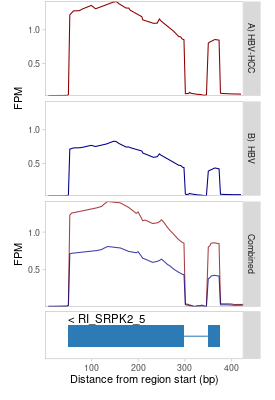 1.0
0.5
A) HBV-HCC
FPM
1.0
0.5
B) HBV
1.0
0.5
Combined
FPM
< RI_SRPK2_5
100 200 300 400
Distance from region start (bp)